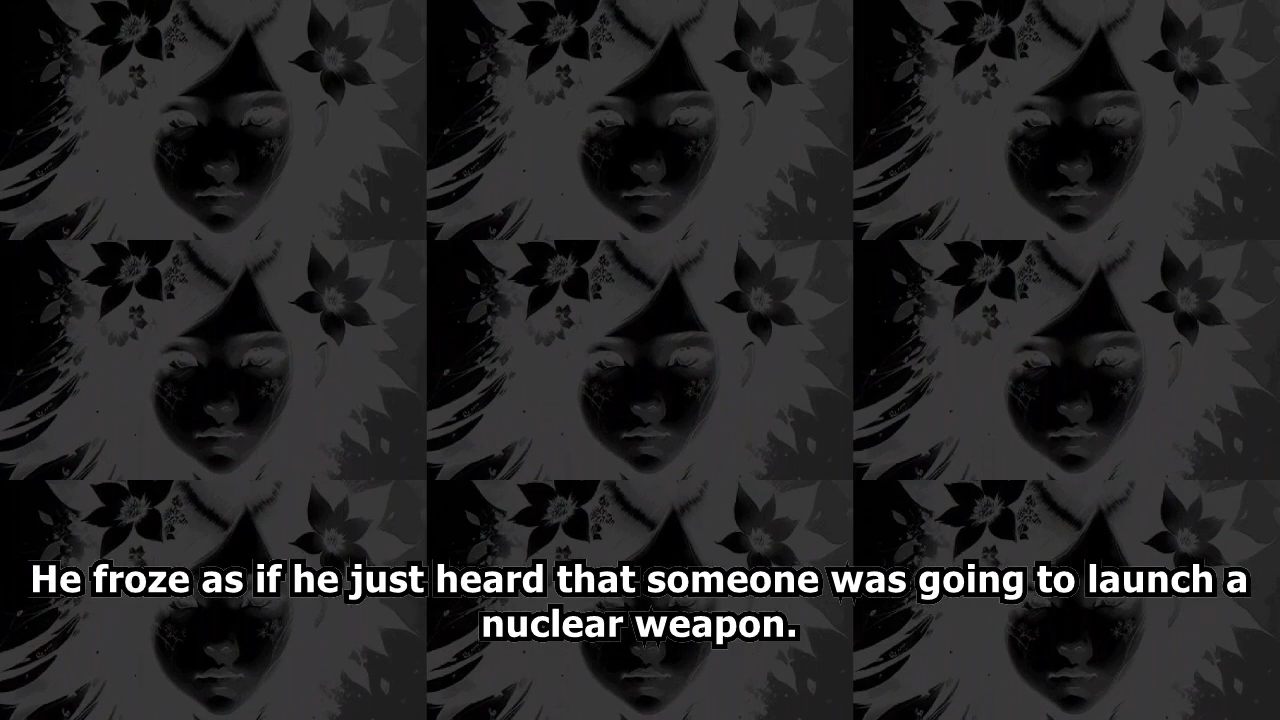 He froze as if he just heard that someone was going to launch a
nuclear weapon.